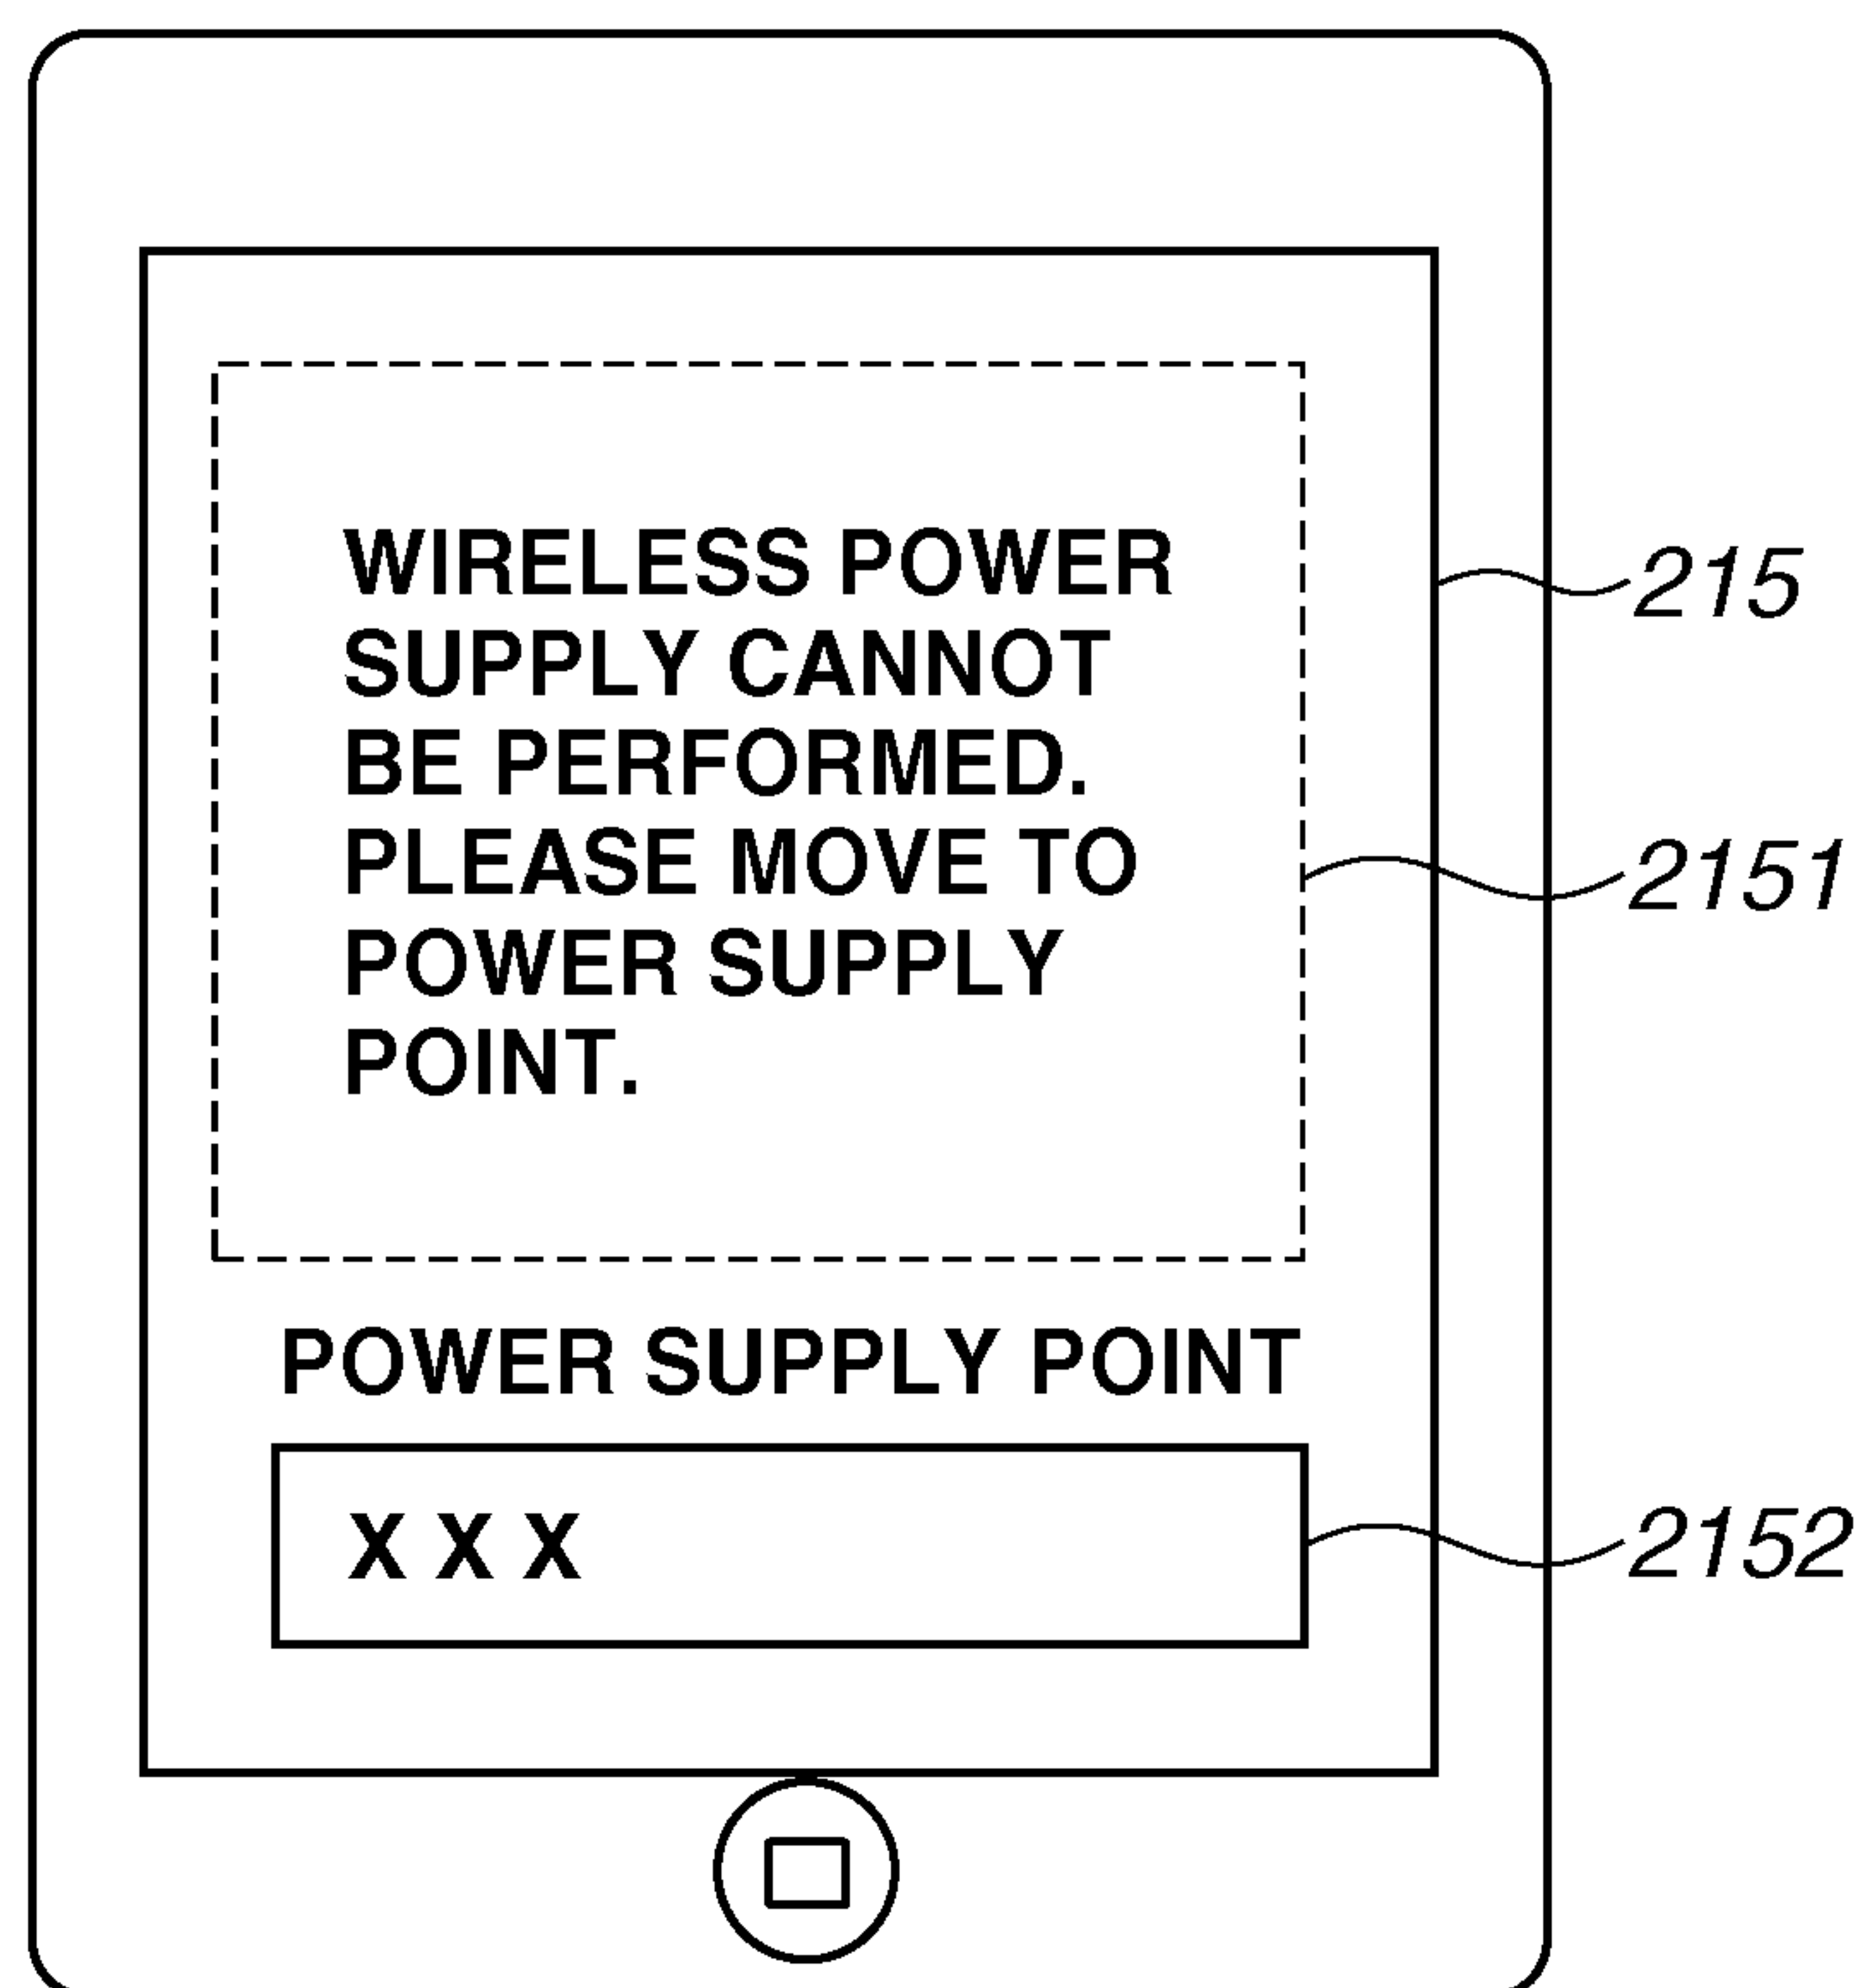 WIRELESS POWER
SUPPLY CANNOT
BE PERFORMED.
PLEASE MOVE TO
POWER SUPPLY
POINT.
POWER SUPPLY POINT
X X X
215
2151
2152